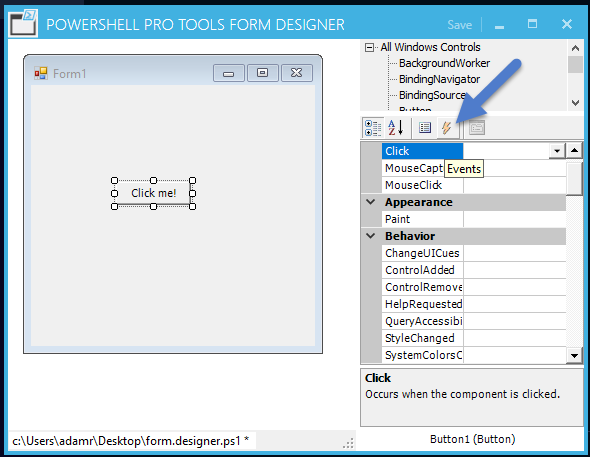 POWERSHELL PRO TOOLS FORM DESIGNER
Save
Form1
Click me!
All Windows Controls
BackgroundWorker
BindingNavigator
BindingSource
Button
A
Z
Click
MouseCapt
Events
MouseClick
Appearance
Paint
Behavior
ChangeUICues
ControlAdded
ControlRemove
HelpRequested
QueryAccessibi
StyleChanged
SystemColorsC
Click
Occurs when the component is clicked.
c:\Users\adamr\Desktop\form.designer.ps1 *
Button1 (Button)